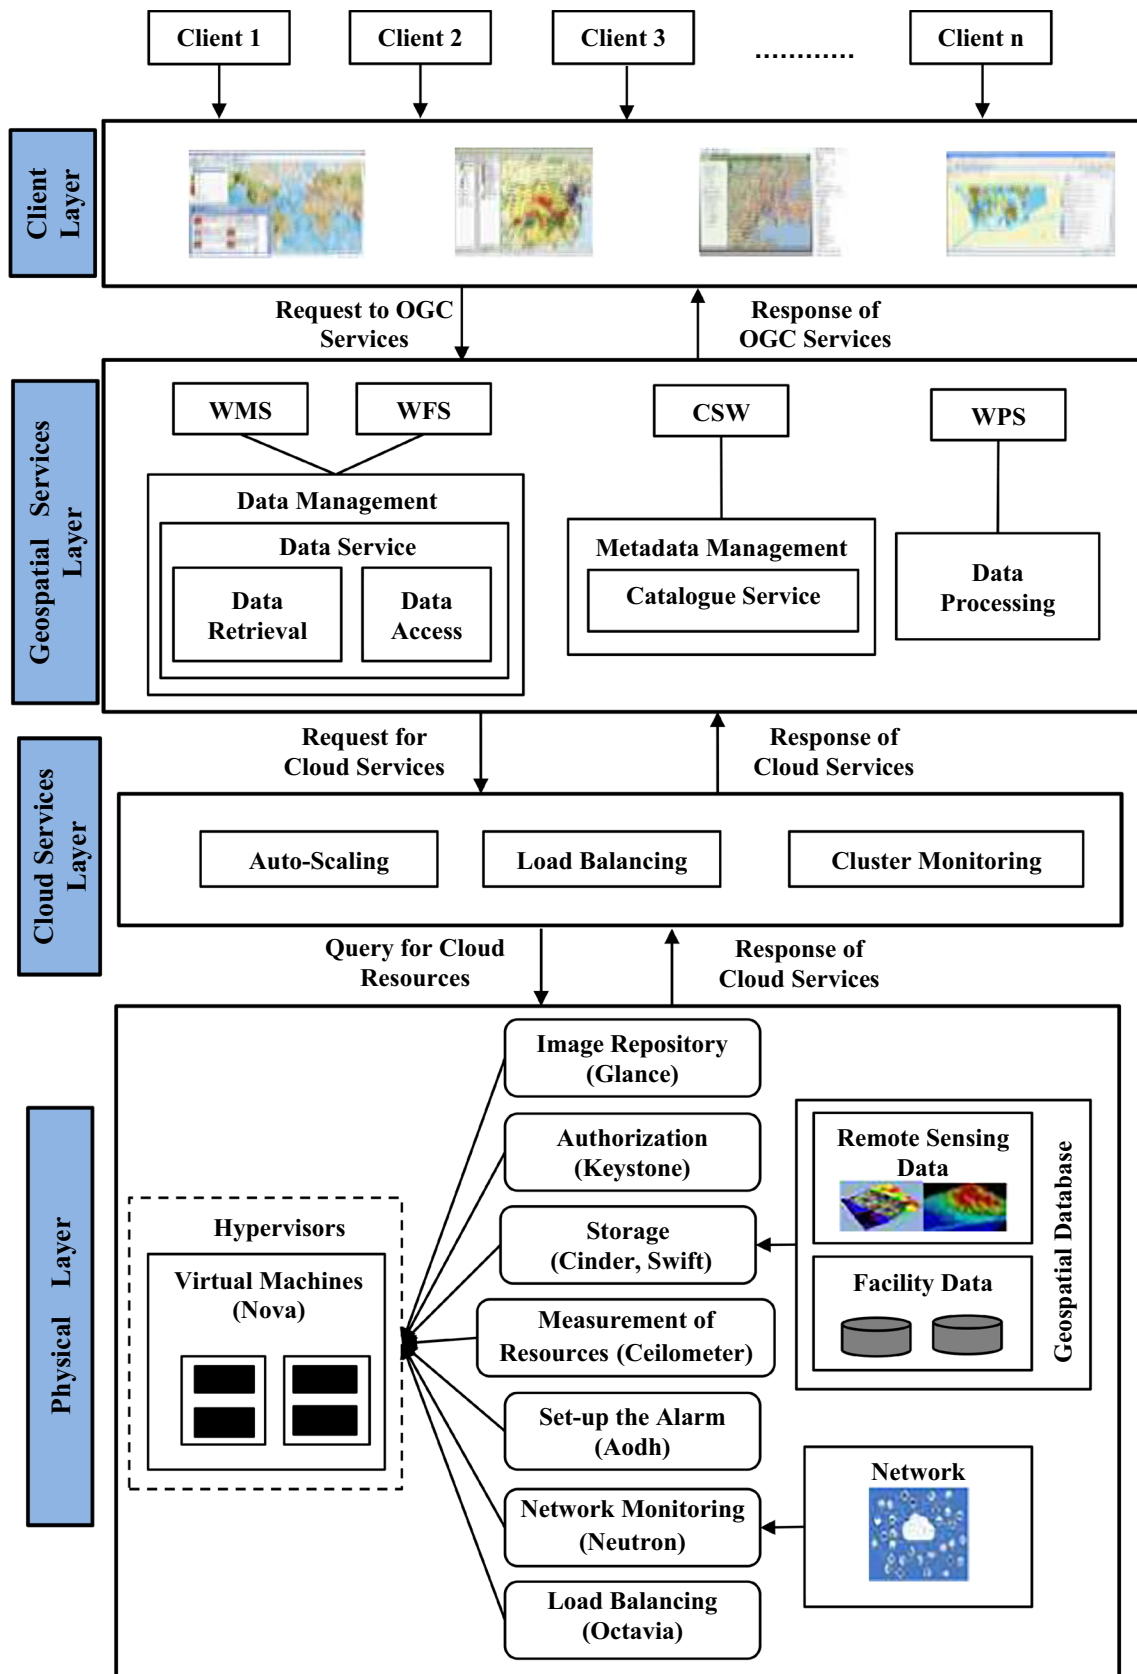 Client 1
Client 2
Client 3
............
Client n
Client
Layer
Request to OGC
Services
Response of
OGC Services
Geospatial Services
Layer
WMS
WFS
CSW
WPS
Data Management
Data Service
Data
Retrieval
Data
Access
Metadata Management
Catalogue Service
Data
Processing
Request for
Cloud Services
Response of
Cloud Services
Cloud Services
Layer
Auto-Scaling
Load Balancing
Cluster Monitoring
Query for Cloud
Resources
Response of
Cloud Services
Physical Layer
Hypervisors
Virtual Machines
(Nova)
Image Repository
(Glance)
Authorization
(Keystone)
Storage
(Cinder, Swift)
Measurement of
Resources (Ceilometer)
Set-up the Alarm
(Aodh)
Network Monitoring
(Neutron)
Load Balancing
(Octavia)
Remote Sensing
Data
Facility Data
Geospatial Database
Network